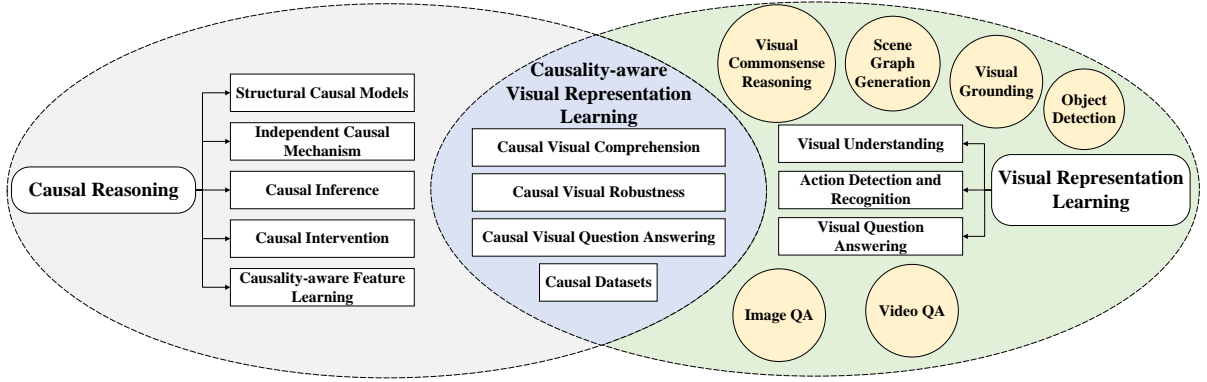 Causal Reasoning
Structural Causal Models
Independent Causal
Mechanism
Causal Inference
Causal Intervention
Causality-aware Feature
Learning
Causality-aware
Visual Representation
Learning
Causal Visual Comprehension
Causal Visual Robustness
Causal Visual Question Answering
Causal Datasets
Visual
Commonsense
Reasoning
Scene
Graph
Generation
Visual
Grounding
Object
Detection
Visual Understanding
Action Detection and
Recognition
Visual Question
Answering
Visual Representation
Learning
Image QA
Video QA